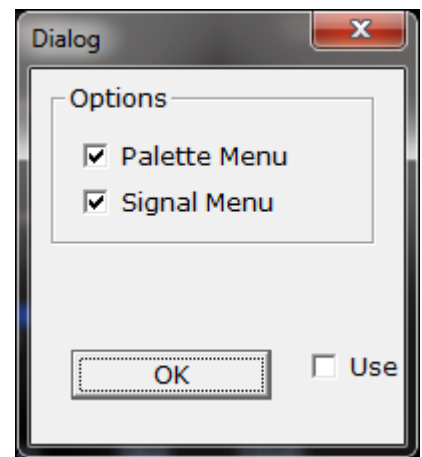 Dialog
Options
Palette Menu
Signal Menu
OK
Use